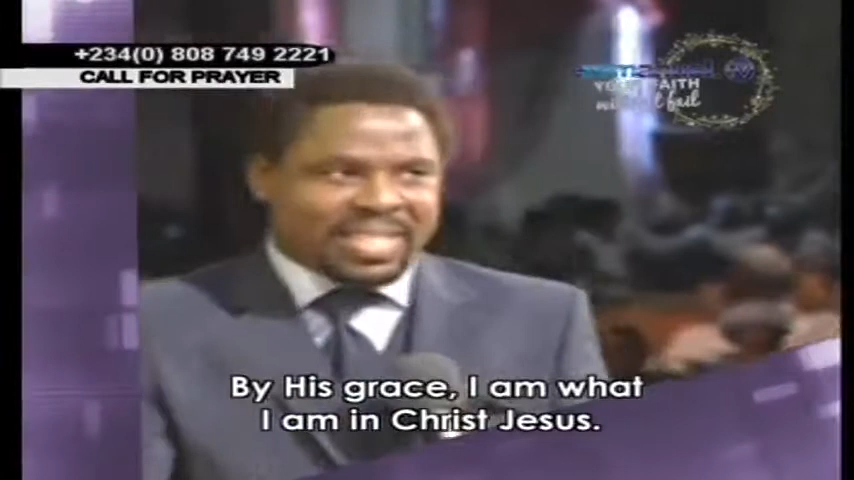 +234(0) 808 749 2221
CALL FOR PRAYER
By His grace, I am what
I am in Christ Jesus.